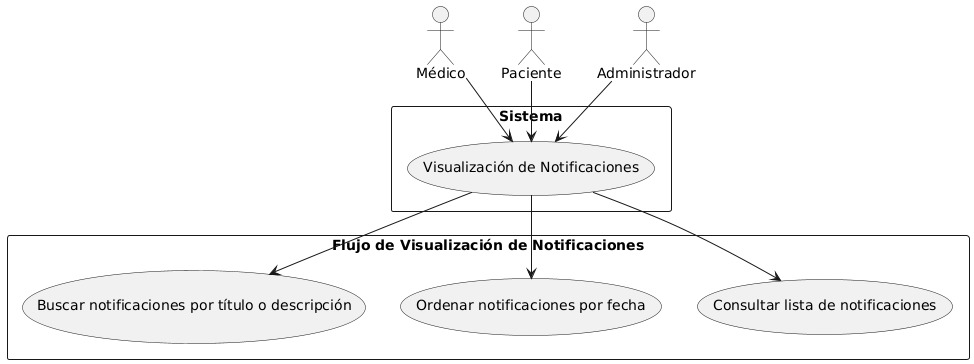 Médico
Paciente
Administrador
Sistema
Visualización de Notificaciones
Flujo de Visualización de Notificaciones
Buscar notificaciones por título o descripción
Ordenar notificaciones por fecha
Consultar lista de notificaciones